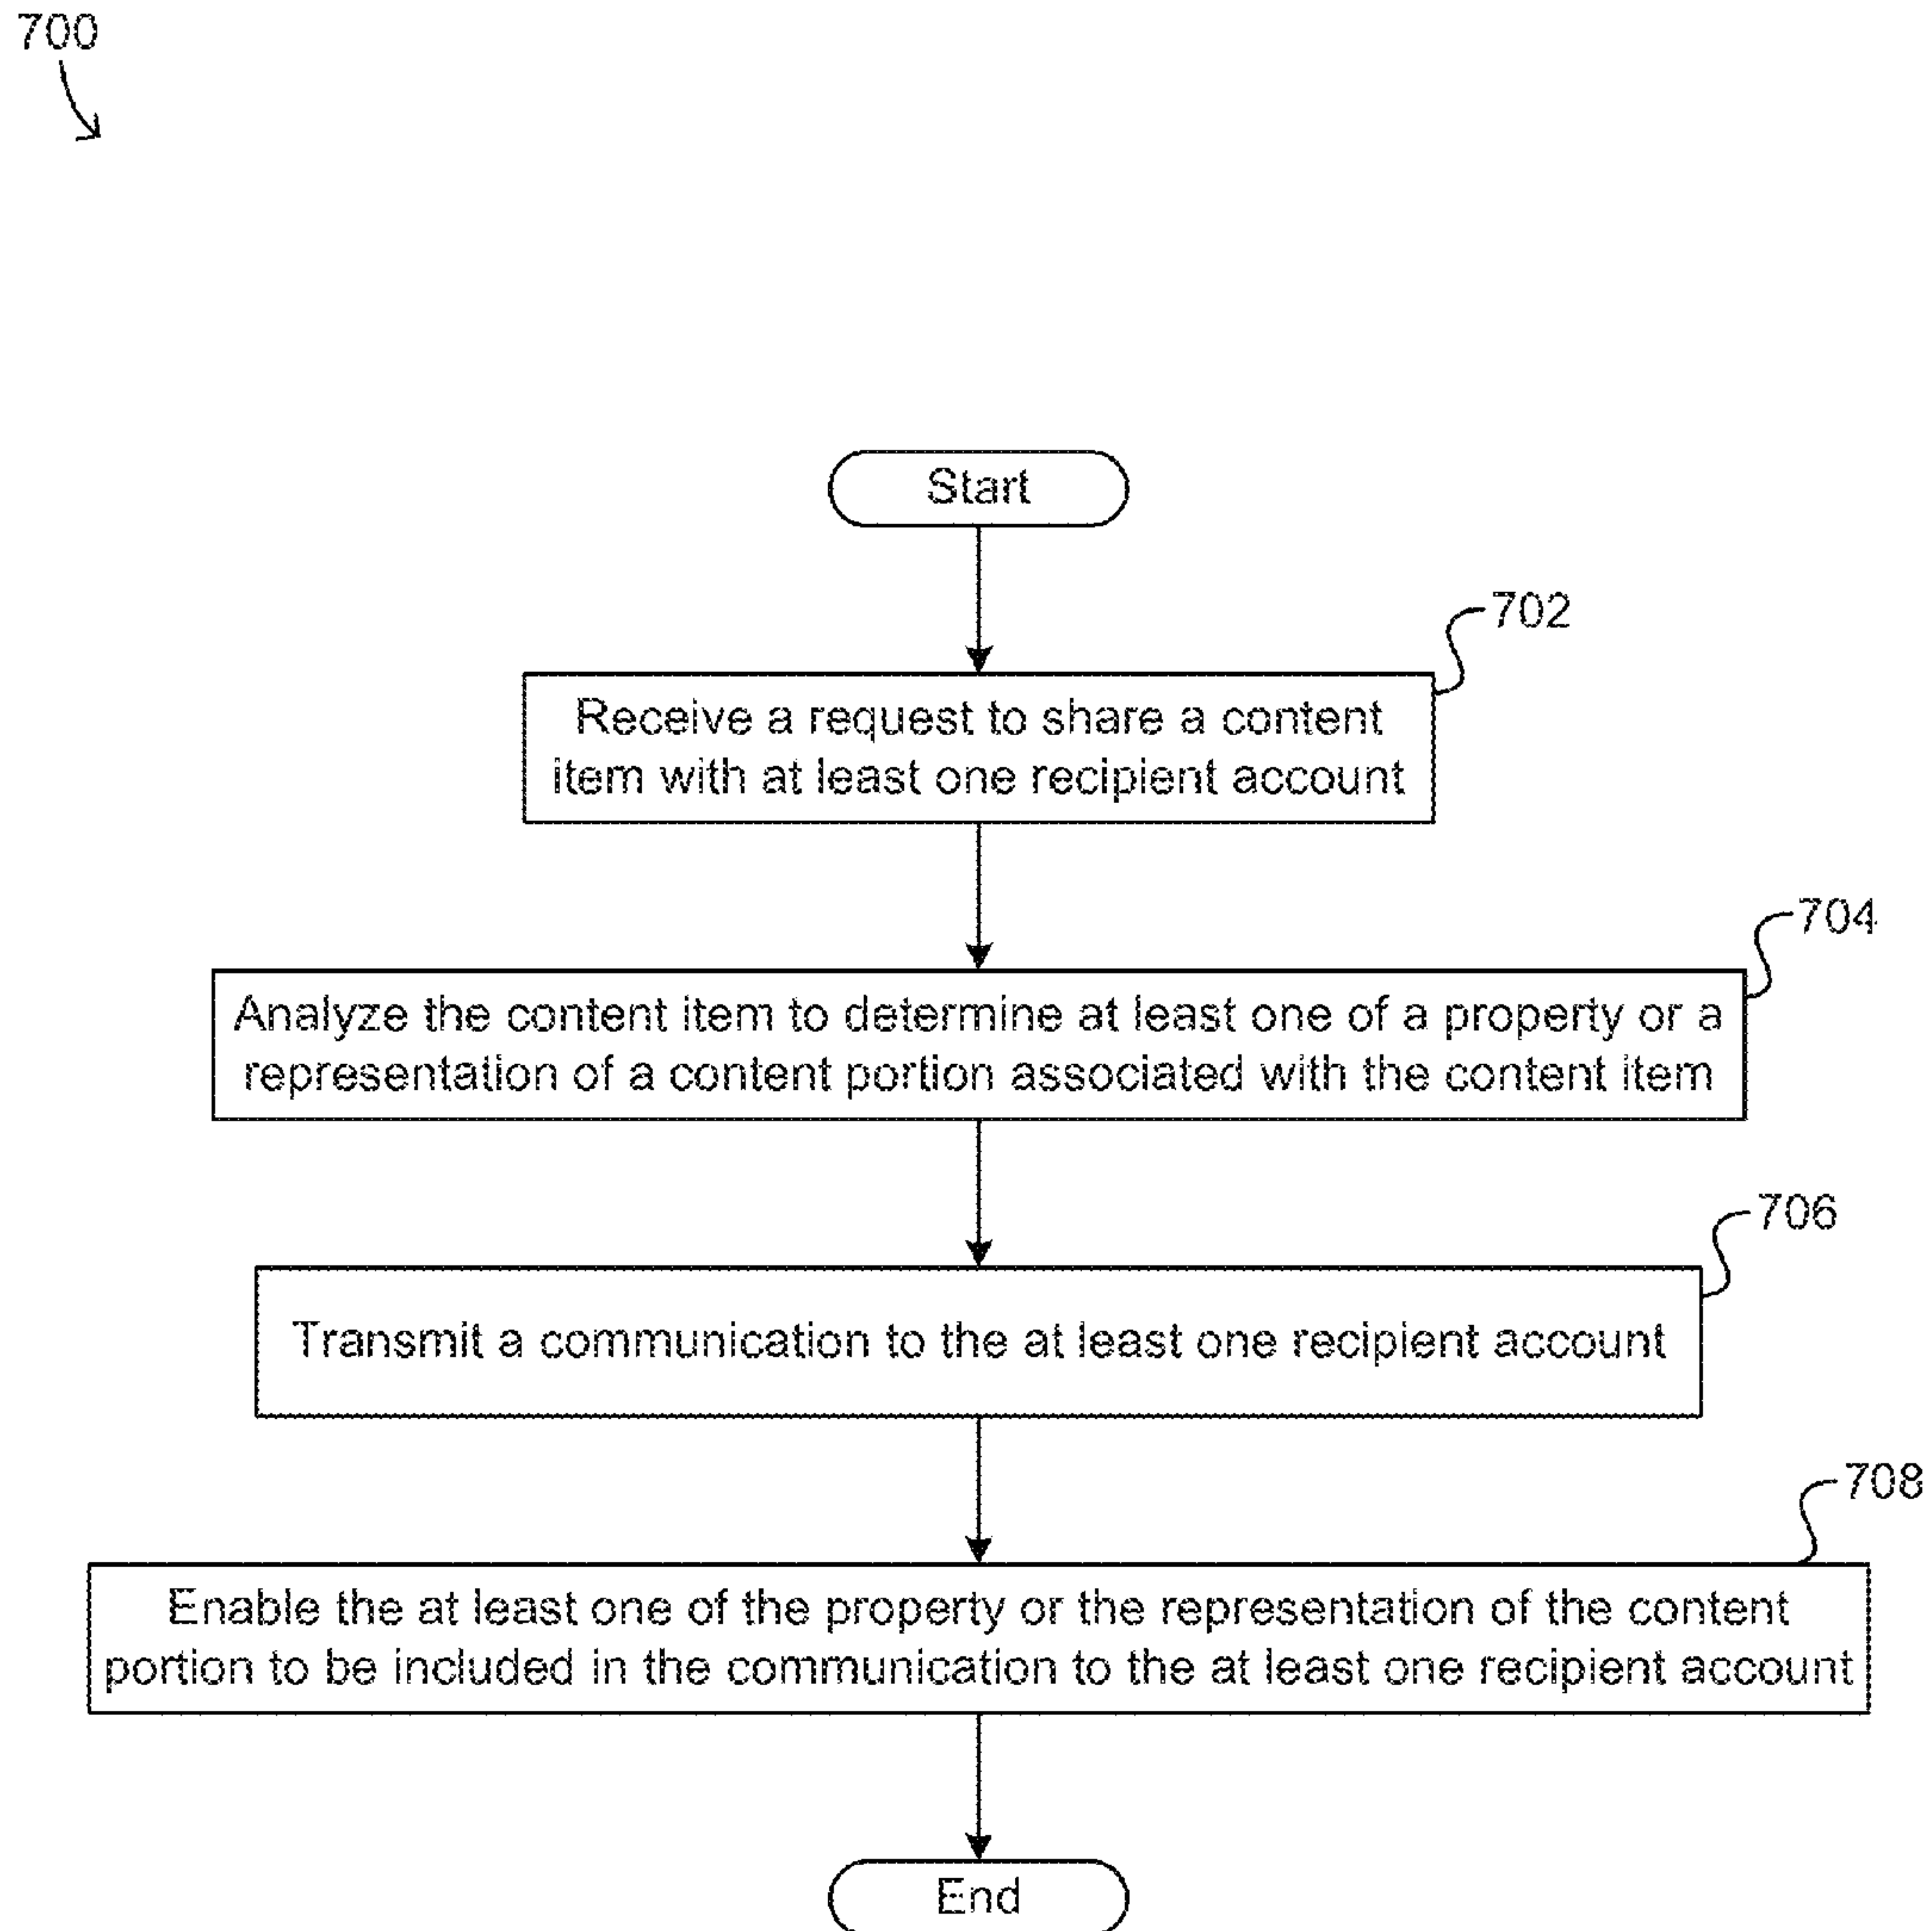 700
Start
702
Receive a request to share a content
item with at least one recipient account
704
Analyze the content item to determine at least one of a property or a
representation of a content portion associated with the content item
706
Transmit a communication to the at least one recipient account
708
Enable the at least one of the property or the representation of the content
portion to be included in the communication to the at least one recipient account
End